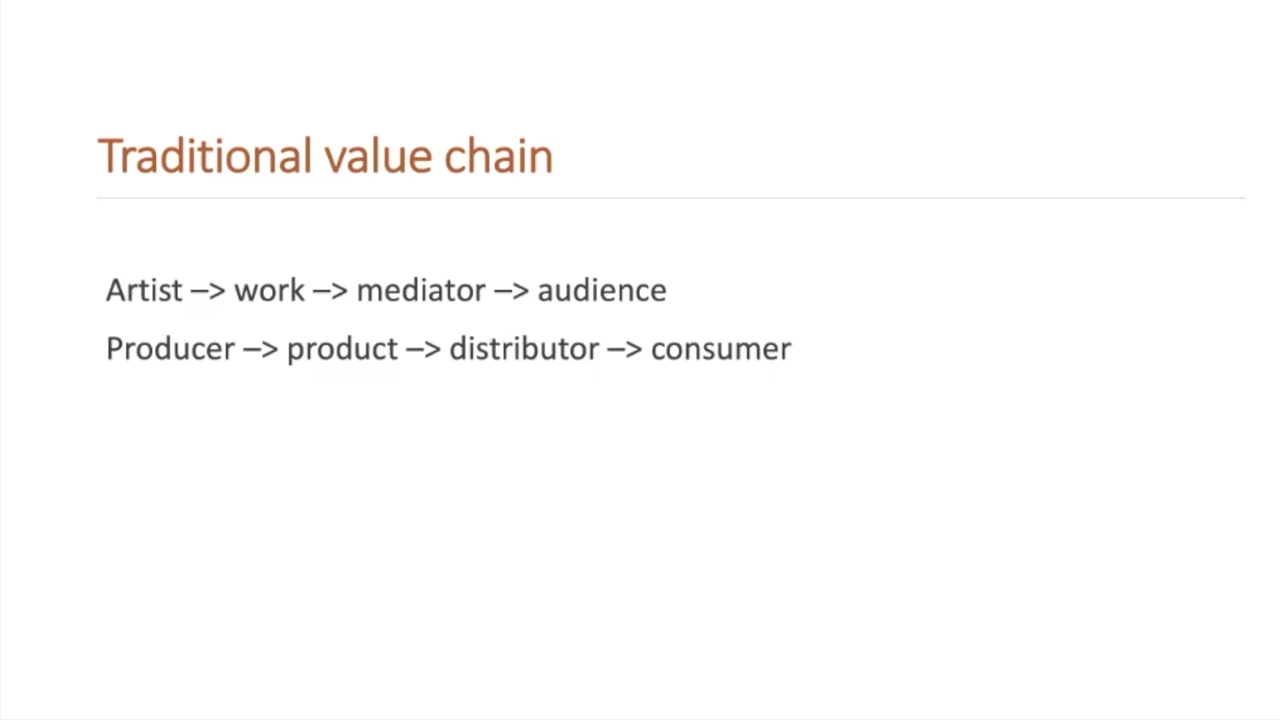 Traditional value chain
Artist –> work –> mediator –> audience
Producer –> product –> distributor –> consumer